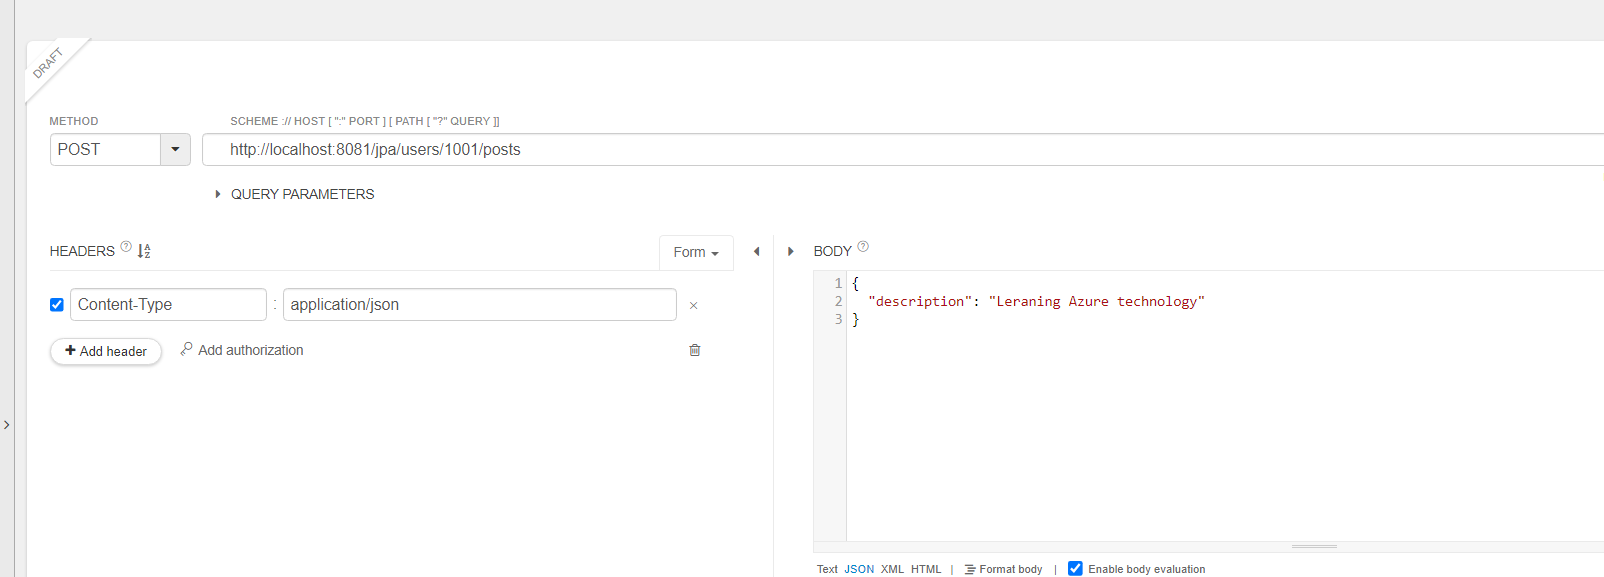 DRAFT
METHOD
SCHEME :// HOST [ ":" PORT ] [ PATH [ "?" QUERY ]]
POST
http://localhost:8081/jpa/users/1001/posts
QUERY PARAMETERS
HEADERS ? A Z
Form
BODY ?
Content-Type : application/json ×
+ Add header
Add authorization
1 {
2 "description": "Leraning Azure technology"
3 }
Text JSON XML HTML | Format body | Enable body evaluation